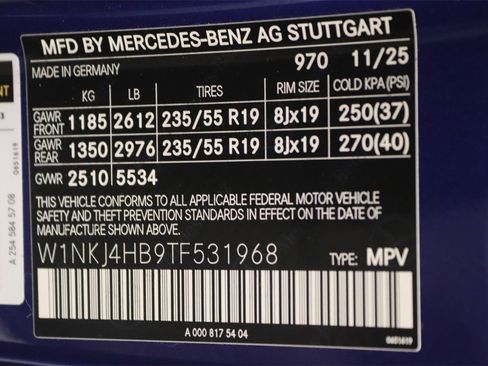 MFD BY MERCEDES-BENZ AG STUTTGART
MADE IN GERMANY 970 11/25
KG LB TIRES RIM SIZE COLD KPA(PSI)
GAWR FRONT 1185 2612 235/55 R19 8Jx19 250(37)
GAWR REAR 1350 2976 235/55 R19 8Jx19 270(40)
GVWR 2510 5534
THIS VEHICLE CONFORMS TO ALL APPLICABLE FEDERAL MOTOR VEHICLE
SAFETY AND THEFT PREVENTION STANDARDS IN EFFECT ON THE DATE OF
MANUFACTURE SHOWN ABOVE.
W1NKJ4HB9TF531968 TYPE: MPV
A 000 817 54 04
0651619
0651619
A 254 584 57 08